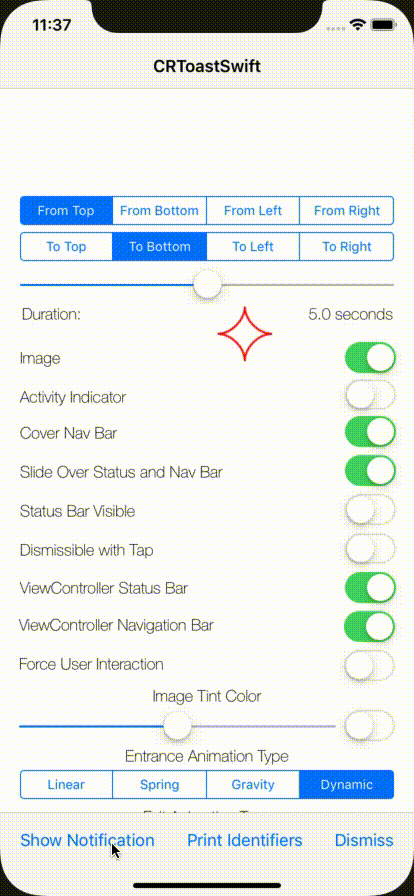 11:37
CRToastSwift
From Top From Bottom From Left From Right
To Top To Bottom To Left To Right
Duration: 5.0 seconds
Image
Activity Indicator
Cover Nav Bar
Slide Over Status and Nav Bar
Status Bar Visible
Dismissible with Tap
ViewController Status Bar
ViewController Navigation Bar
Force User Interaction
Image Tint Color
Entrance Animation Type
Linear Spring Gravity Dynamic
Show Notification Print Identifiers Dismiss